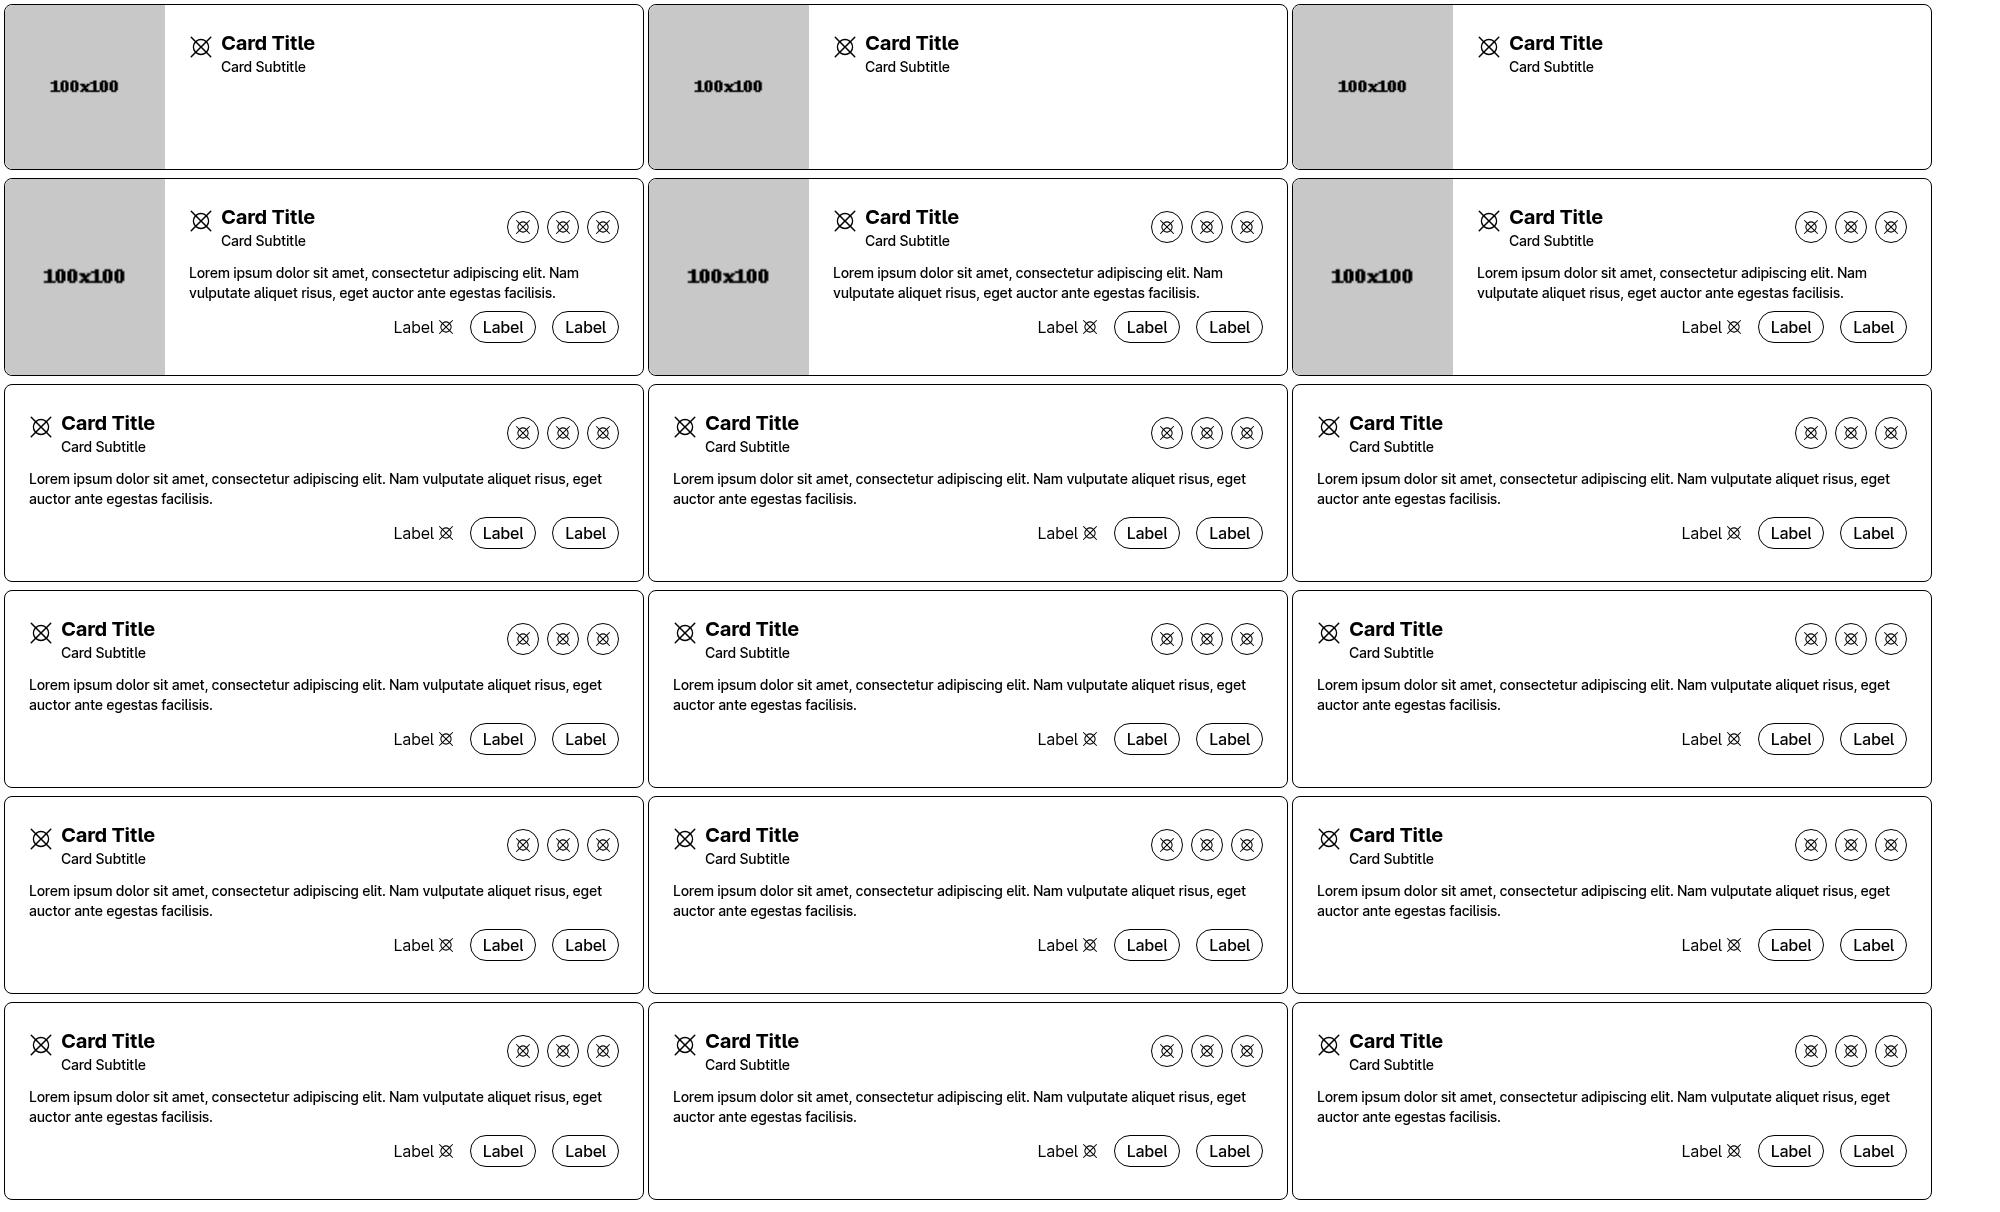 100x100 Card Title 100x100 Card Title 100x100 Card Title
Card Subtitle Card Subtitle Card Subtitle
100x100 Card Title 100x100 Card Title 100x100 Card Title
Card Subtitle Card Subtitle Card Subtitle
Lorem ipsum dolor sit amet, consectetur adipiscing elit. Nam Lorem ipsum dolor sit amet, consectetur adipiscing elit. Nam Lorem ipsum dolor sit amet, consectetur adipiscing elit. Nam
vulputate aliquet risus, eget auctor ante egestas facilisis. vulputate aliquet risus, eget auctor ante egestas facilisis. vulputate aliquet risus, eget auctor ante egestas facilisis.
Label Label Label Label Label Label Label Label Label
Card Title Card Title Card Title
Card Subtitle Card Subtitle Card Subtitle
Lorem ipsum dolor sit amet, consectetur adipiscing elit. Nam vulputate aliquet risus, eget Lorem ipsum dolor sit amet, consectetur adipiscing elit. Nam vulputate aliquet risus, eget Lorem ipsum dolor sit amet, consectetur adipiscing elit. Nam vulputate aliquet risus, eget
auctor ante egestas facilisis. auctor ante egestas facilisis. auctor ante egestas facilisis.
Label Label Label Label Label Label Label Label Label
Card Title Card Title Card Title
Card Subtitle Card Subtitle Card Subtitle
Lorem ipsum dolor sit amet, consectetur adipiscing elit. Nam vulputate aliquet risus, eget Lorem ipsum dolor sit amet, consectetur adipiscing elit. Nam vulputate aliquet risus, eget Lorem ipsum dolor sit amet, consectetur adipiscing elit. Nam vulputate aliquet risus, eget
auctor ante egestas facilisis. auctor ante egestas facilisis. auctor ante egestas facilisis.
Label Label Label Label Label Label Label Label Label
Card Title Card Title Card Title
Card Subtitle Card Subtitle Card Subtitle
Lorem ipsum dolor sit amet, consectetur adipiscing elit. Nam vulputate aliquet risus, eget Lorem ipsum dolor sit amet, consectetur adipiscing elit. Nam vulputate aliquet risus, eget Lorem ipsum dolor sit amet, consectetur adipiscing elit. Nam vulputate aliquet risus, eget
auctor ante egestas facilisis. auctor ante egestas facilisis. auctor ante egestas facilisis.
Label Label Label Label Label Label Label Label Label
Card Title Card Title Card Title
Card Subtitle Card Subtitle Card Subtitle
Lorem ipsum dolor sit amet, consectetur adipiscing elit. Nam vulputate aliquet risus, eget Lorem ipsum dolor sit amet, consectetur adipiscing elit. Nam vulputate aliquet risus, eget Lorem ipsum dolor sit amet, consectetur adipiscing elit. Nam vulputate aliquet risus, eget
auctor ante egestas facilisis. auctor ante egestas facilisis. auctor ante egestas facilisis.
Label Label Label Label Label Label Label Label Label